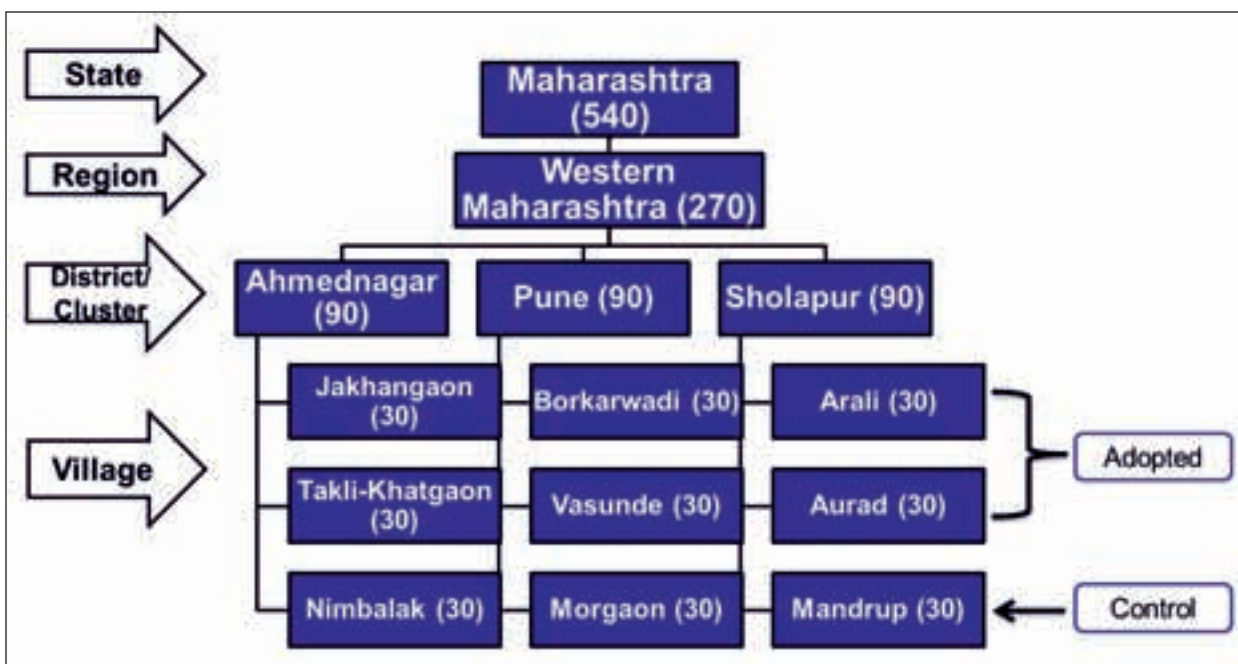 State
Maharashtra
(540)
Region
Western
Maharashtra (270)
District/
Cluster
Ahmednagar
(90)
Pune (90)
Sholapur (90)
Village
Jakhangaon
(30)
Borkarwadi (30)
Arali (30)
Adopted
Takli-Khatgaon
(30)
Vasunde (30)
Aurad (30)
Nimbalak (30)
Morgaon (30)
Mandrup (30)
Control